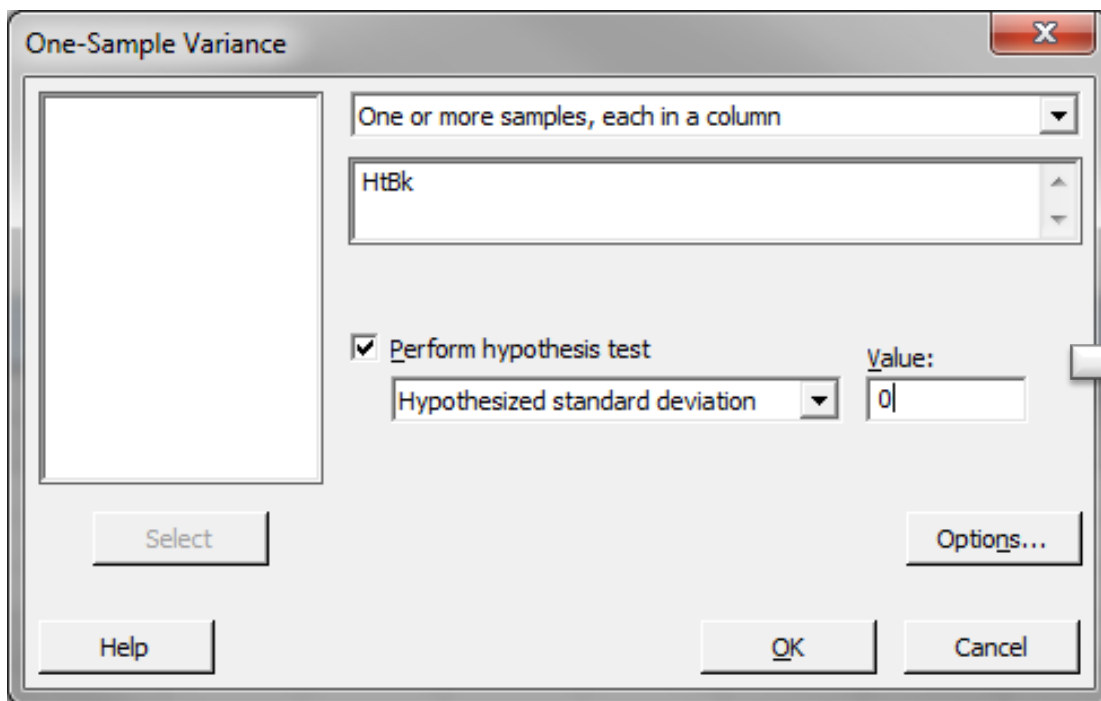 One-Sample Variance
One or more samples, each in a column
HtBk
Perform hypothesis test
Value:
Hypothesized standard deviation
0
Select
Options...
Help
OK
Cancel